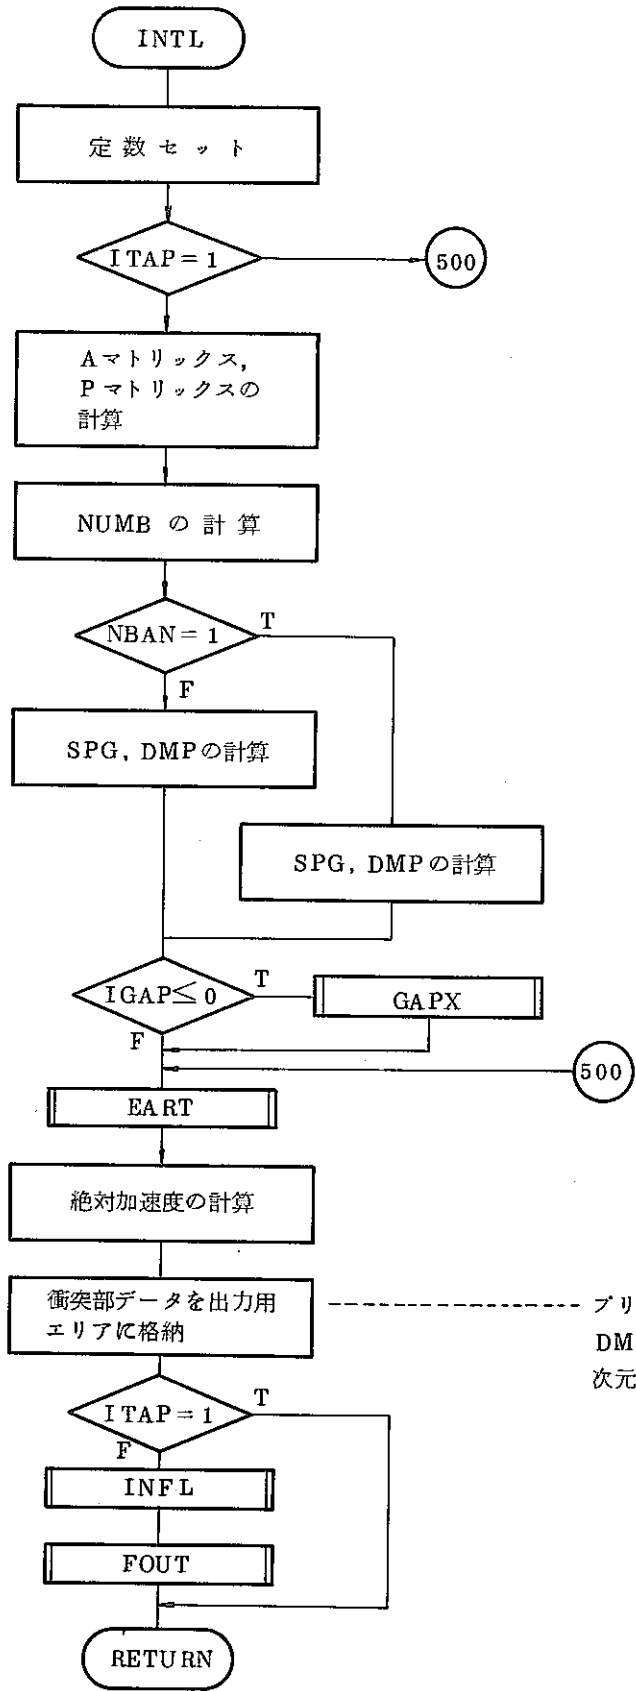 INTL
定数セット
ITAP=1
500
Aマトリックス,
Pマトリックスの
計算
NUMB の計算
NBAN=1
T
F
SPG, DMPの計算
SPG, DMPの計算
IGAP≤0
T
GAPX
F
500
EART
絶対加速度の計算
衝突部データを出力用
エリアに格納
プリ
DM
次元
ITAP=1
T
F
INFL
FOUT
RETURN